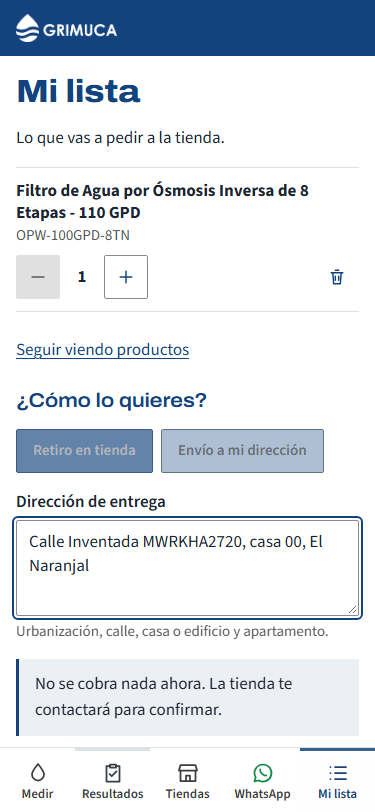 GRIMUCA
Mi lista
Lo que vas a pedir a la tienda.
Filtro de Agua por Ósmosis Inversa de 8
Etapas - 110 GPD
OPW-100GPD-8TN
1
Seguir viendo productos
¿Cómo lo quieres?
Retiro en tienda
Envío a mi dirección
Dirección de entrega
Calle Inventada MWRKHA2720, casa 00, El
Naranjal
Urbanización, calle, casa o edificio y apartamento.
No se cobra nada ahora. La tienda te
contactará para confirmar.
Medir
Resultados
Tiendas
WhatsApp
Mi lista